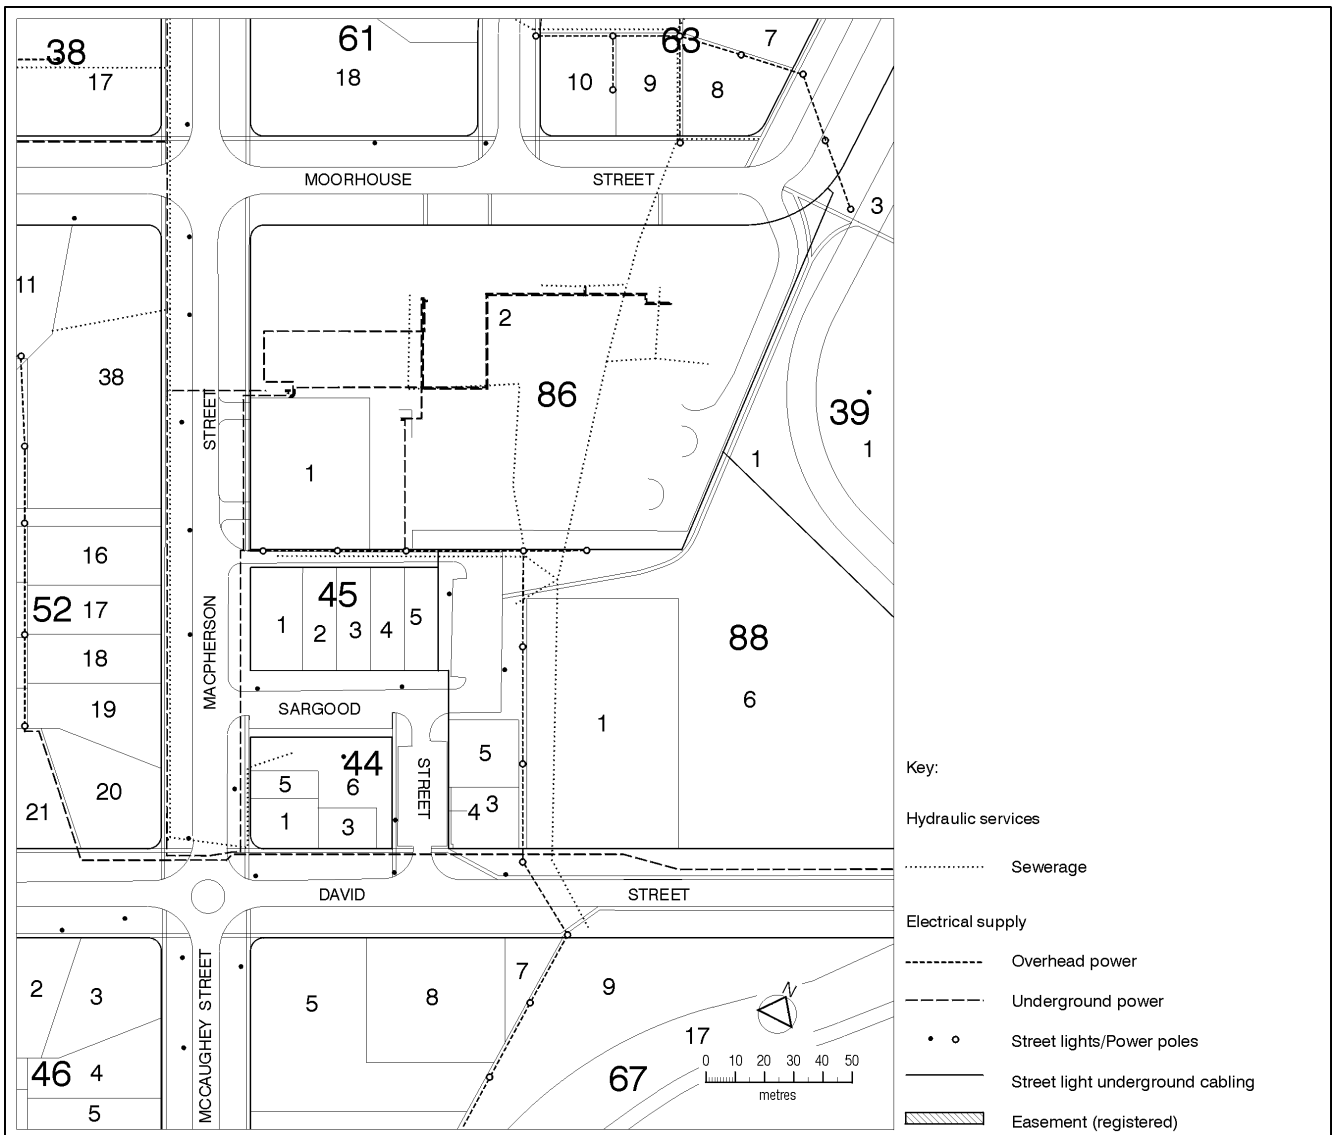 38
17
61
18
63
7
10
9
8
MOORHOUSE STREET
3
11
2
38
86
39
1
1
STREET
1
16
52
17
18
19
20
21
MACPHERSON
45
1
2
3
4
5
88
6
1
SARGOOD
STREET
44
5
6
1
3
5
4
3
DAVID STREET
2
3
46
4
5
MCCAUGHEY STREET
5
8
7
9
17
67
N
0 10 20 30 40 50
metres
Key:
Hydraulic services
Sewerage
Electrical supply
Overhead power
Underground power
Street lights/Power poles
Street light underground cabling
Easement (registered)